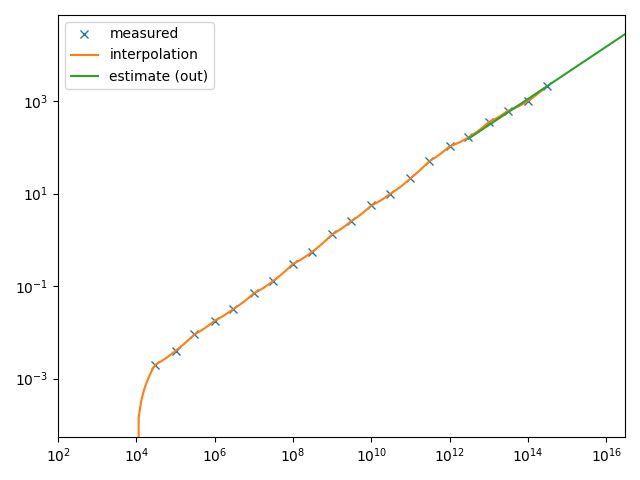 measured
interpolation
estimate (out)
10³
10¹
10⁻¹
10⁻³
10² 10⁴ 10⁶ 10⁸ 10¹⁰ 10¹² 10¹⁴ 10¹⁶